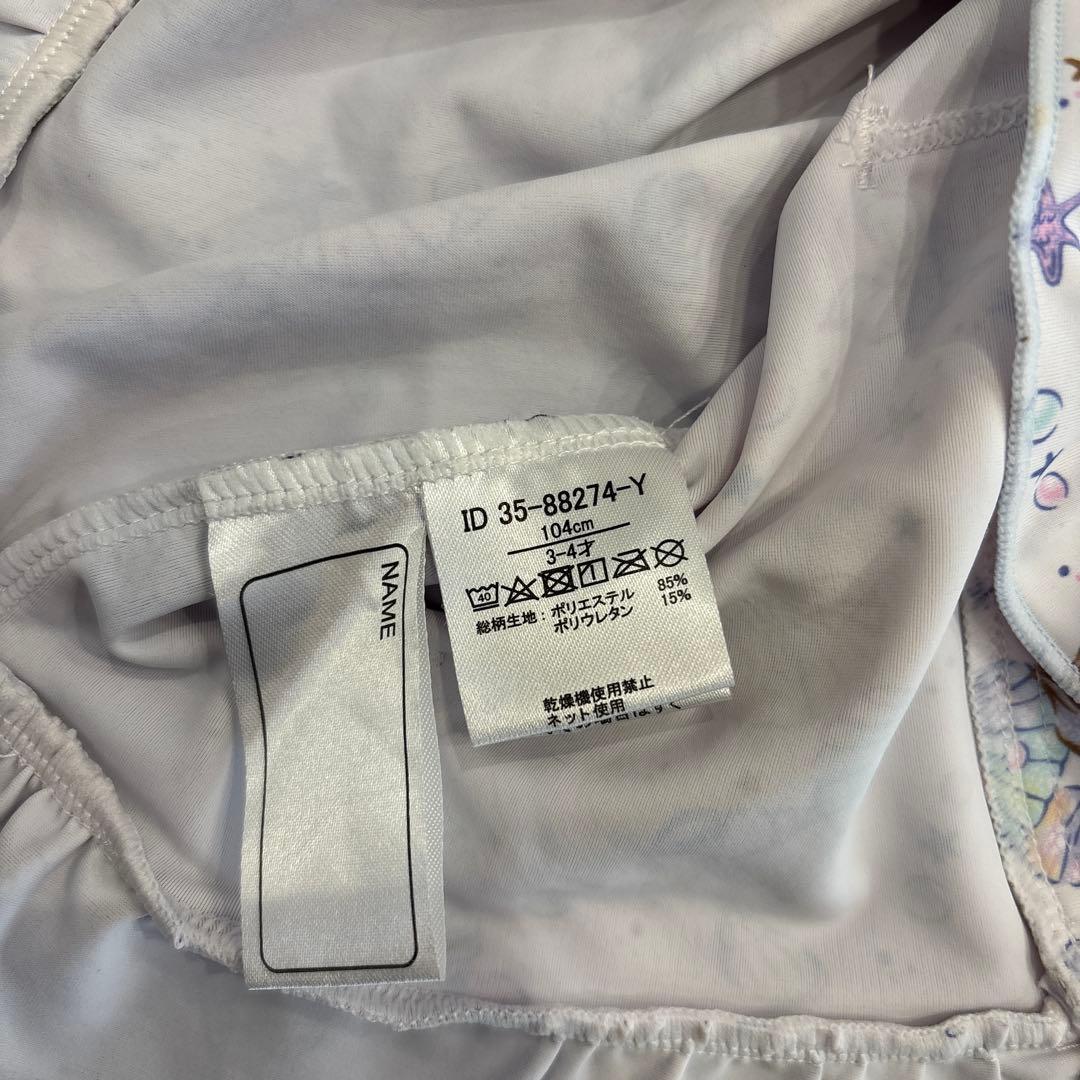 NAME
ID 35-88274-Y
104cm
3-4才
40 1
総柄生地:ポリエステル 85%
ポリウレタン 15%
乾燥機使用禁止
ネット使用